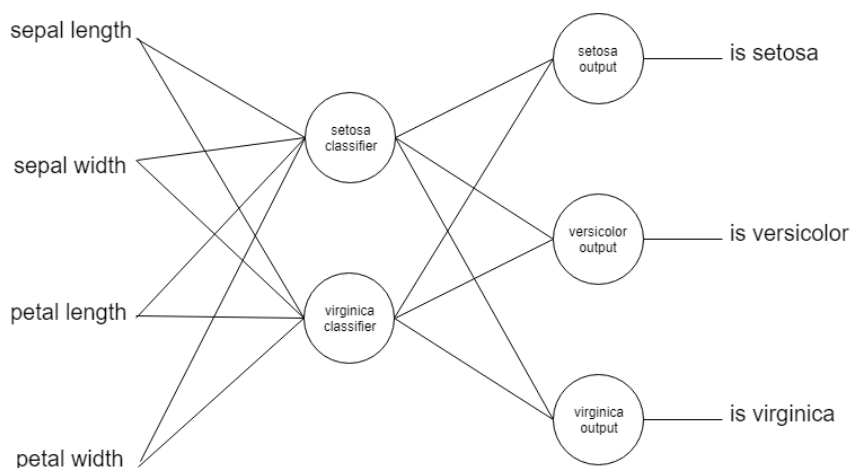 sepal length
sepal width
petal length
petal width
setosa
classifier
virginica
classifier
setosa
output
versicolor
output
virginica
output
is setosa
is versicolor
is virginica